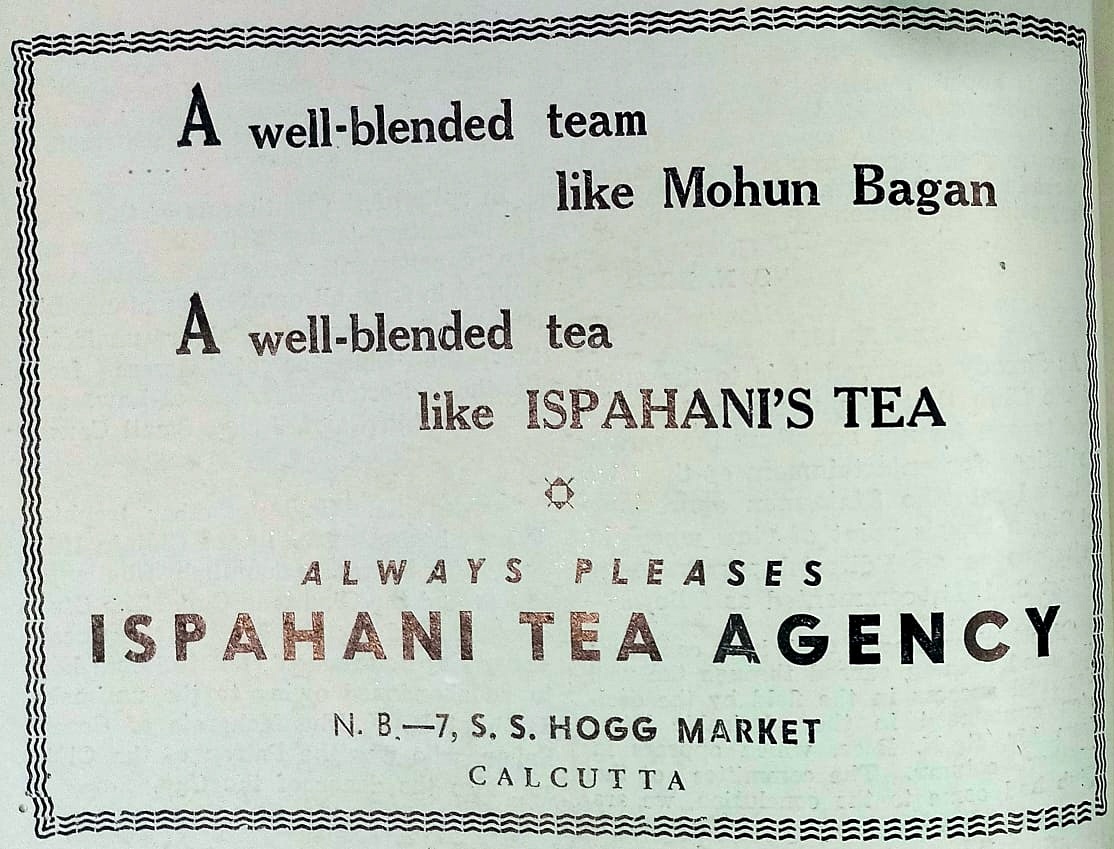 A well-blended team
like Mohun Bagan
A well-blended tea
like ISPAHANI'S TEA
ALWAYS PLEASES
ISPAHANI TEA AGENCY
N. B.—7, S. S. HOGG MARKET
CALCUTTA